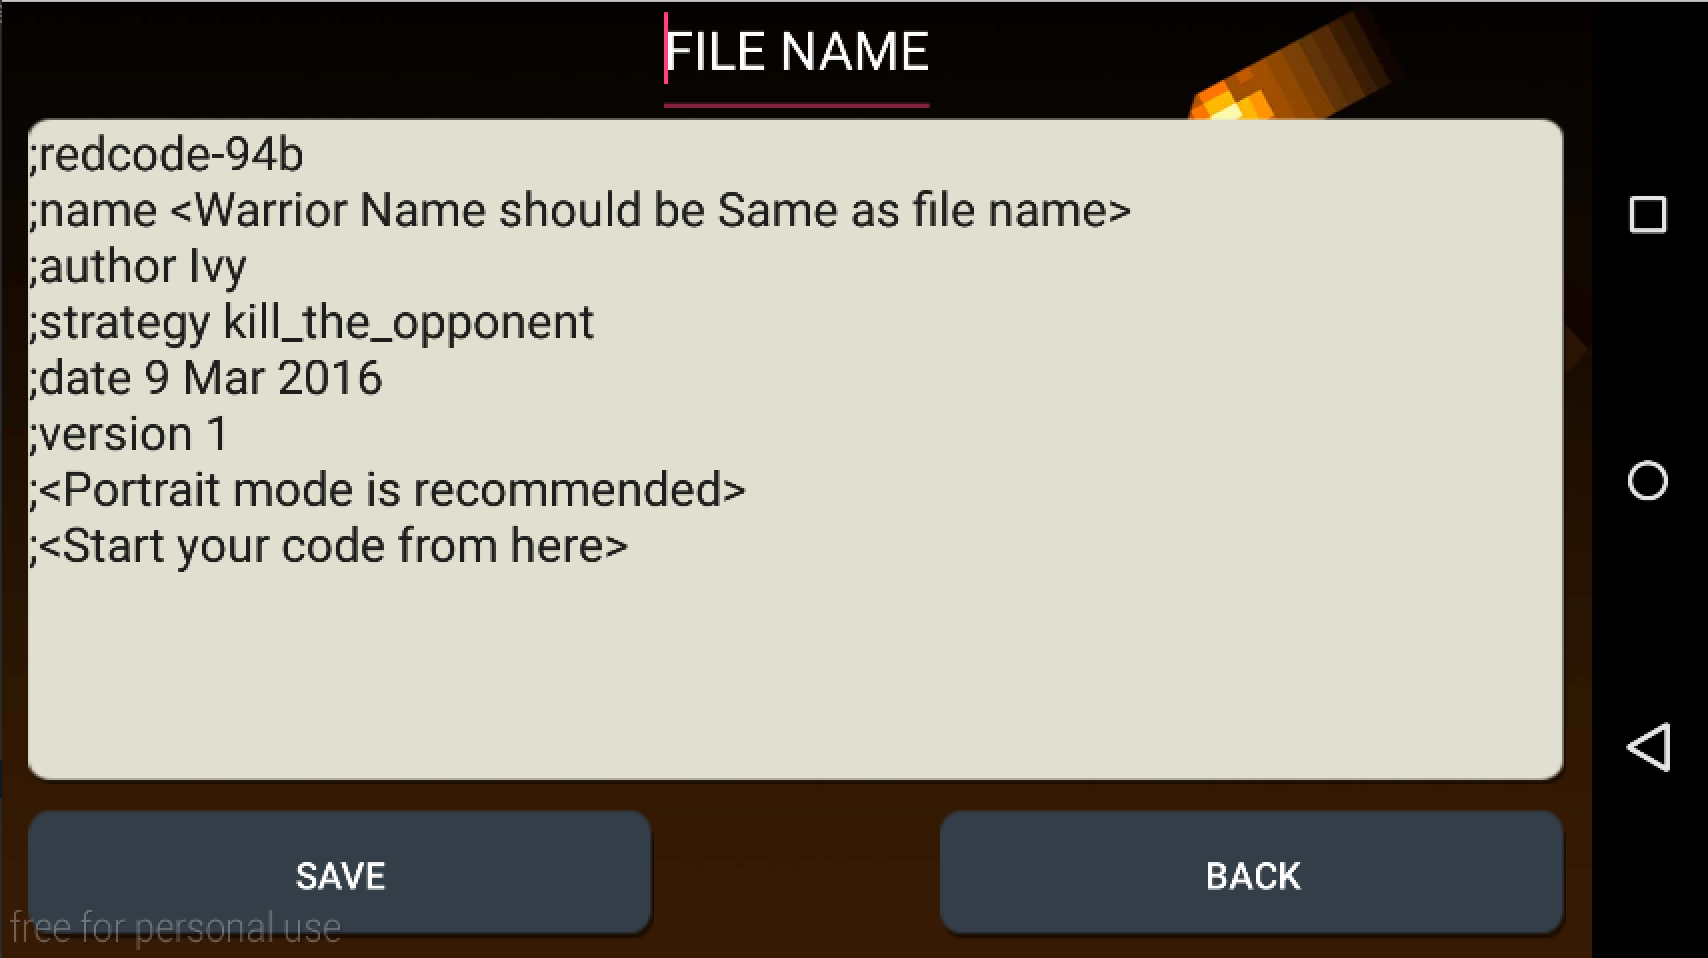 FILE NAME
;redcode-94b
;name <Warrior Name should be Same as file name>
;author Ivy
;strategy kill_the_opponent
;date 9 Mar 2016
;version 1
;<Portrait mode is recommended>
;<Start your code from here>
SAVE
BACK
free for personal use